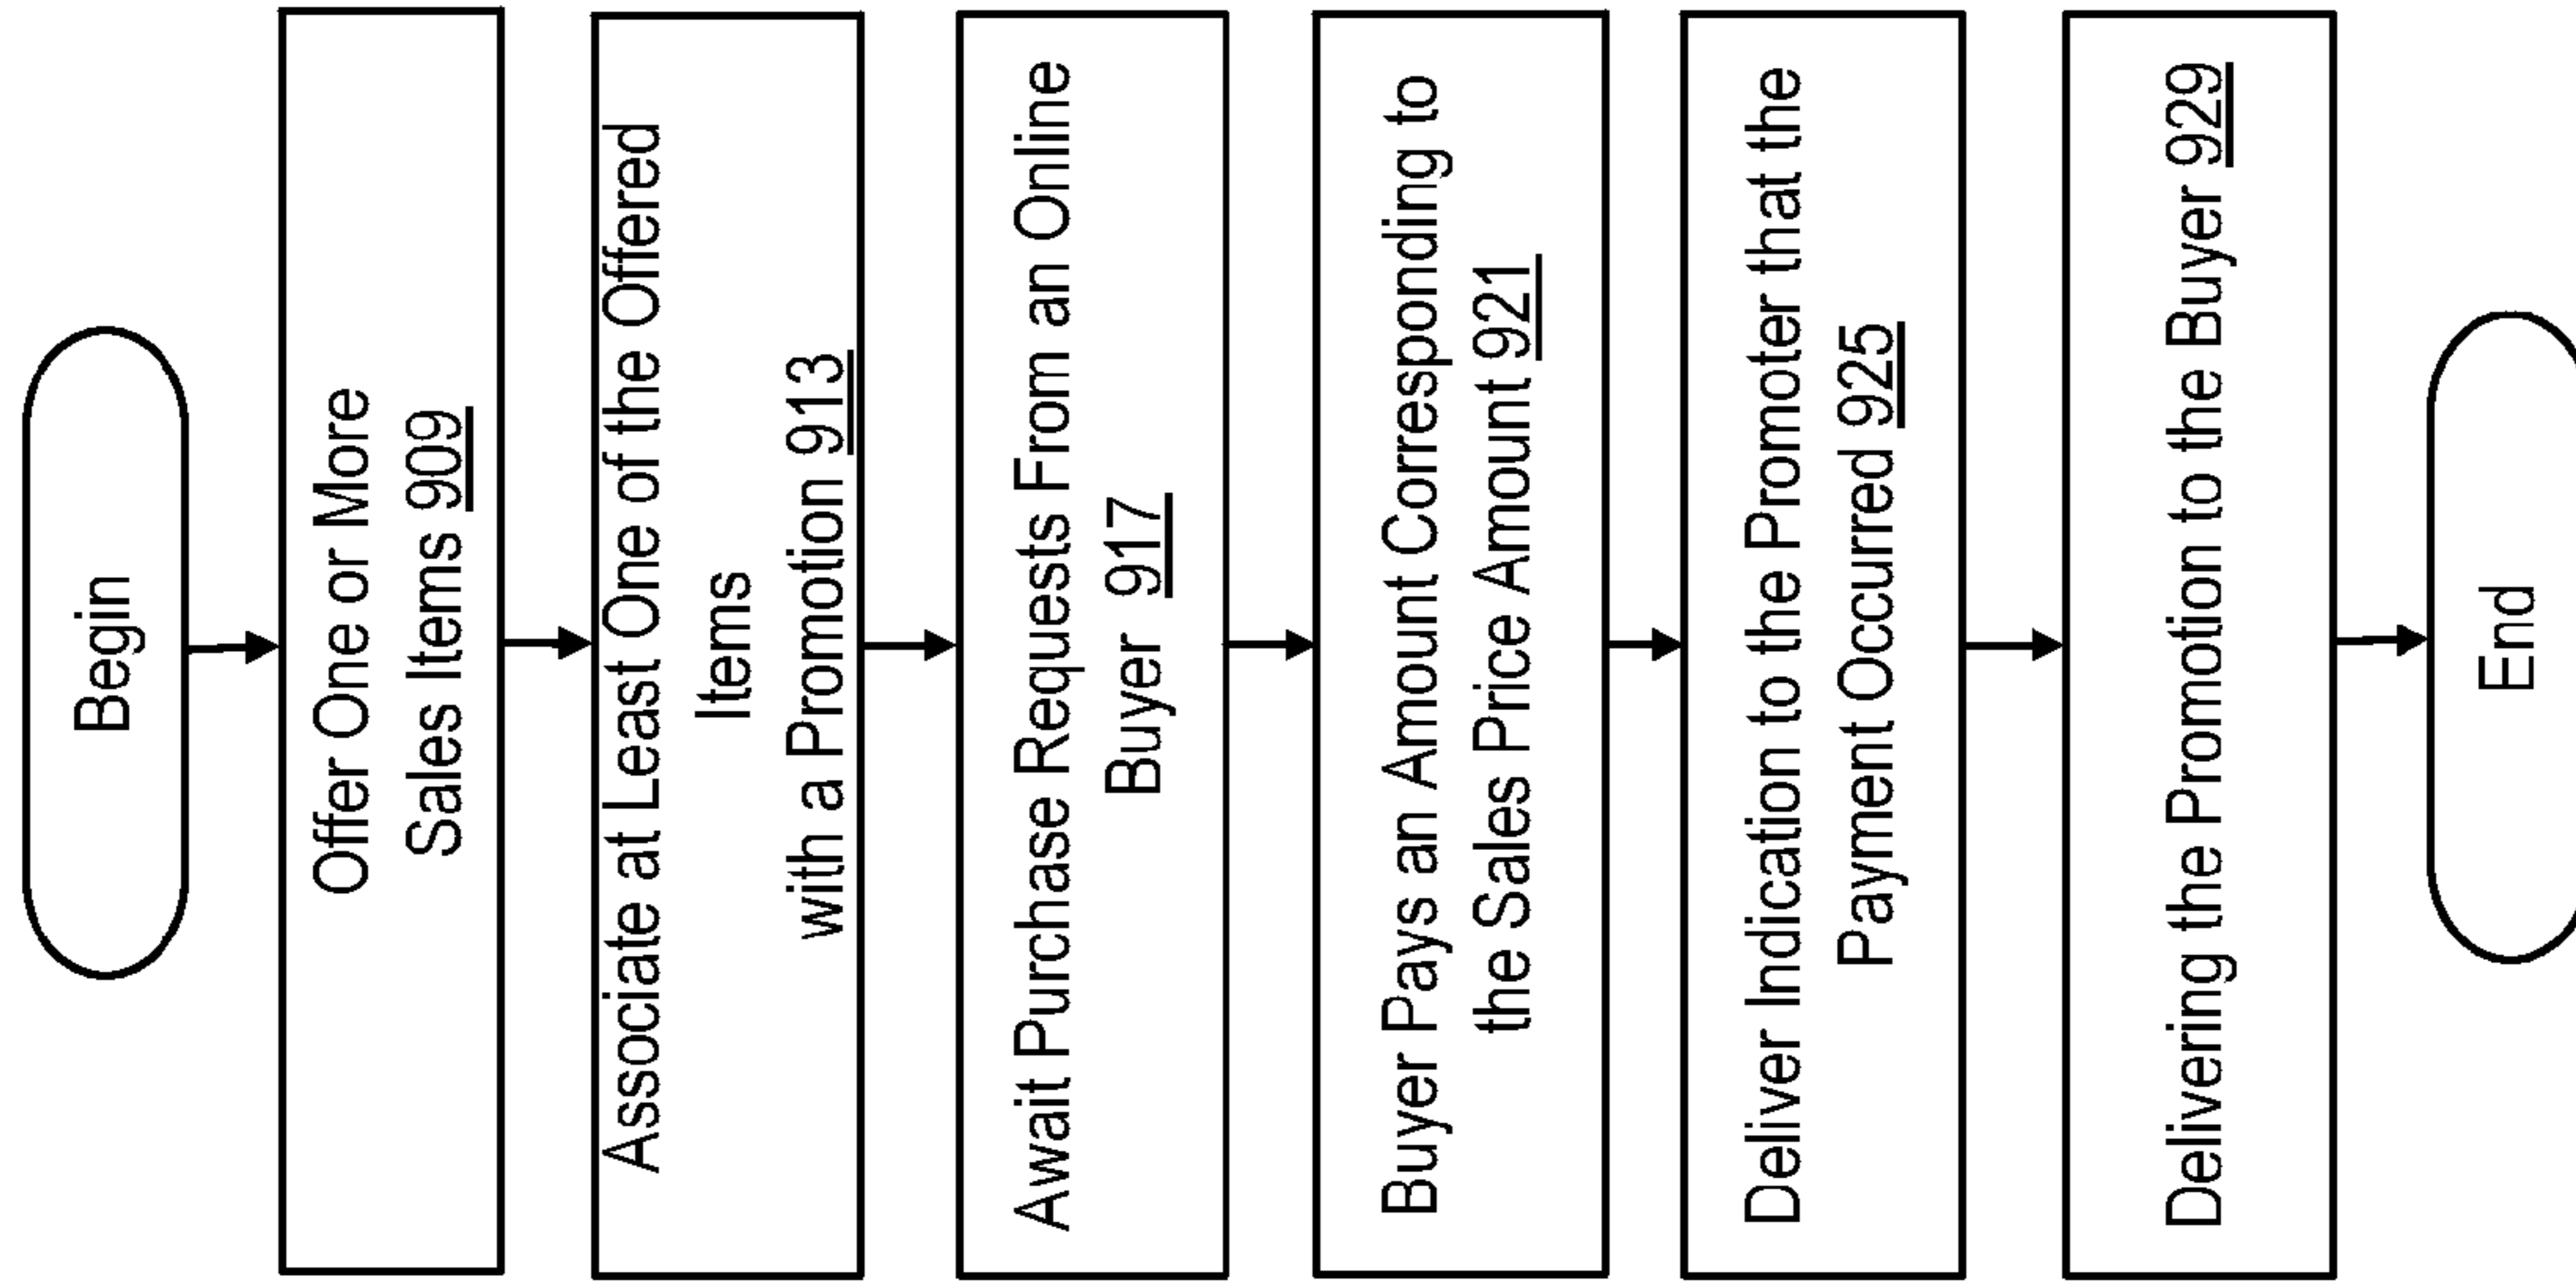 Begin
Offer One or More
Sales Items 909
Associate at Least One of the Offered
Items
with a Promotion 913
Await Purchase Requests From an Online
Buyer 917
Buyer Pays an Amount Corresponding to
the Sales Price Amount 921
Deliver Indication to the Promoter that the
Payment Occurred 925
Delivering the Promotion to the Buyer 929
End